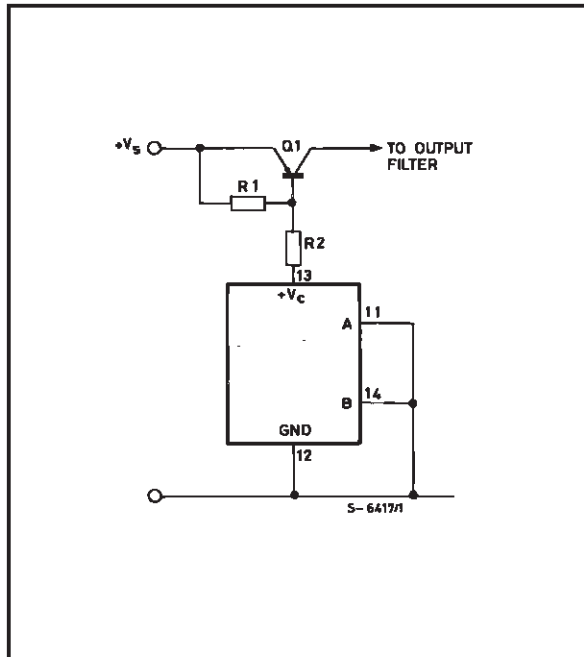 +Vs
Q1
TO OUTPUT
FILTER
R1
R2
13
+Vc
A
11
B
14
GND
12
S-6417/1